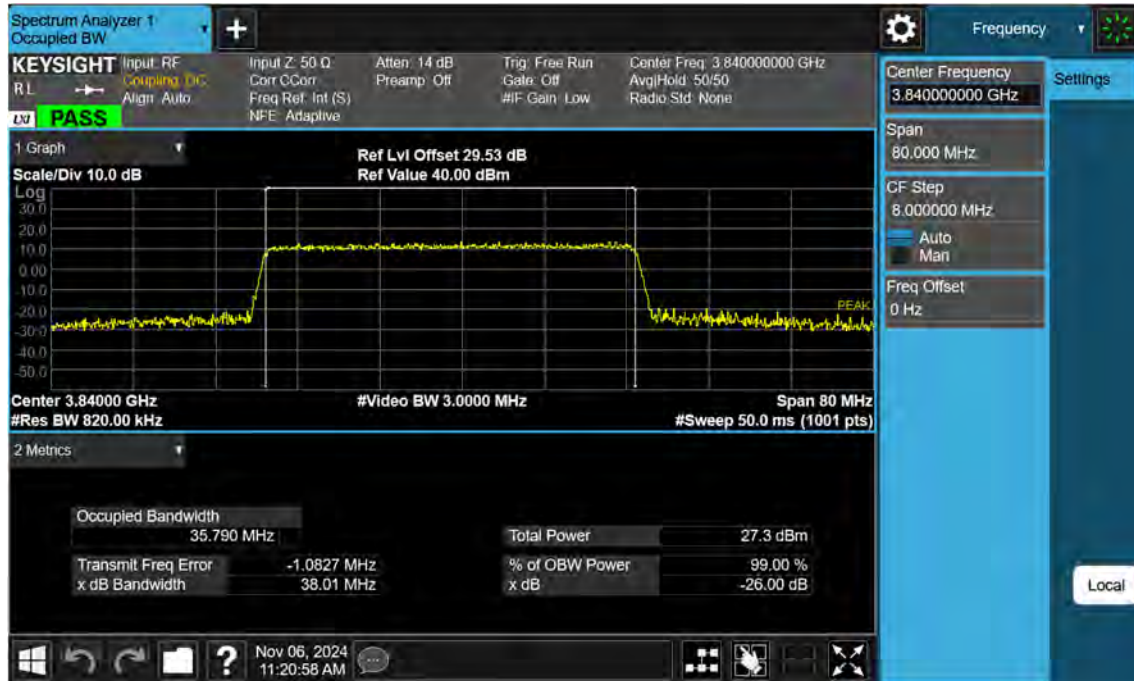 Spectrum Analyzer 1
Occupied BW
+
Frequency
KEYSIGHT
Input: RF
Coupling: DC
Align: Auto
Input Z: 50 Ω
Corr CCorr
Freq Ref: Int (S)
NFE: Adaptive
Atten: 14 dB
Preamp: Off
Trig: Free Run
Gate: Off
#IF Gain: Low
Center Freq: 3.840000000 GHz
Avg|Hold: 50/50
Radio Std: None
RL
LXI
PASS
Center Frequency
3.840000000 GHz
Settings
Span
80.000 MHz
CF Step
8.000000 MHz
Auto
Man
Freq Offset
0 Hz
1 Graph
Scale/Div 10.0 dB
Ref Lvl Offset 29.53 dB
Ref Value 40.00 dBm
Log
30.0
20.0
10.0
0.00
-10.0
-20.0
-30.0
-40.0
-50.0
PEAK
Center 3.84000 GHz
#Video BW 3.0000 MHz
Span 80 MHz
#Res BW 820.00 kHz
#Sweep 50.0 ms (1001 pts)
2 Metrics
Occupied Bandwidth
35.790 MHz
Total Power 27.3 dBm
Transmit Freq Error -1.0827 MHz
% of OBW Power 99.00 %
x dB Bandwidth 38.01 MHz
x dB -26.00 dB
Local
?
Nov 06, 2024
11:20:58 AM